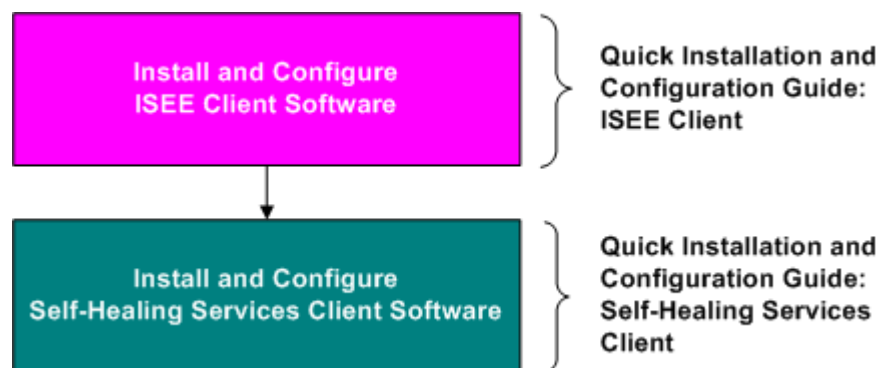 Install and Configure
ISEE Client Software
Quick Installation and
Configuration Guide:
ISEE Client
Install and Configure
Self-Healing Services Client Software
Quick Installation and
Configuration Guide:
Self-Healing Services
Client